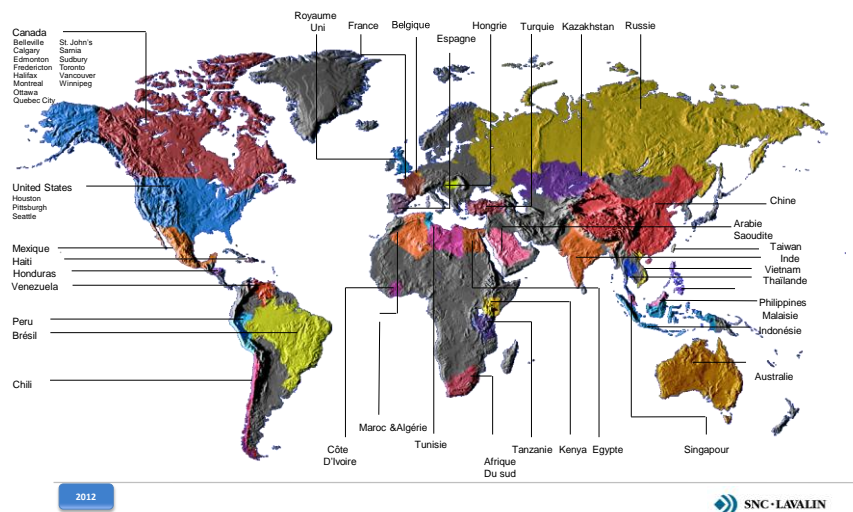 Royaume
Uni
France
Belgique
Espagne
Hongrie
Turquie
Kazakhstan
Russie
Canada
Belleville
Calgary
Edmonton
Fredericton
Halifax
Montreal
Ottawa
Quebec City
St. John's
Sarnia
Sudbury
Toronto
Vancouver
Winnipeg
United States
Houston
Pittsburgh
Seattle
Mexique
Haiti
Honduras
Venezuela
Peru
Brésil
Chili
Chine
Arabie
Saoudite
Taiwan
Inde
Vietnam
Thaïlande
Philippines
Malaisie
Indonésie
Australie
Maroc &Algérie
Côte
D'Ivoire
Tunisie
Afrique
Du sud
Tanzanie
Kenya
Egypte
Singapour
2012
SNC·LAVALIN